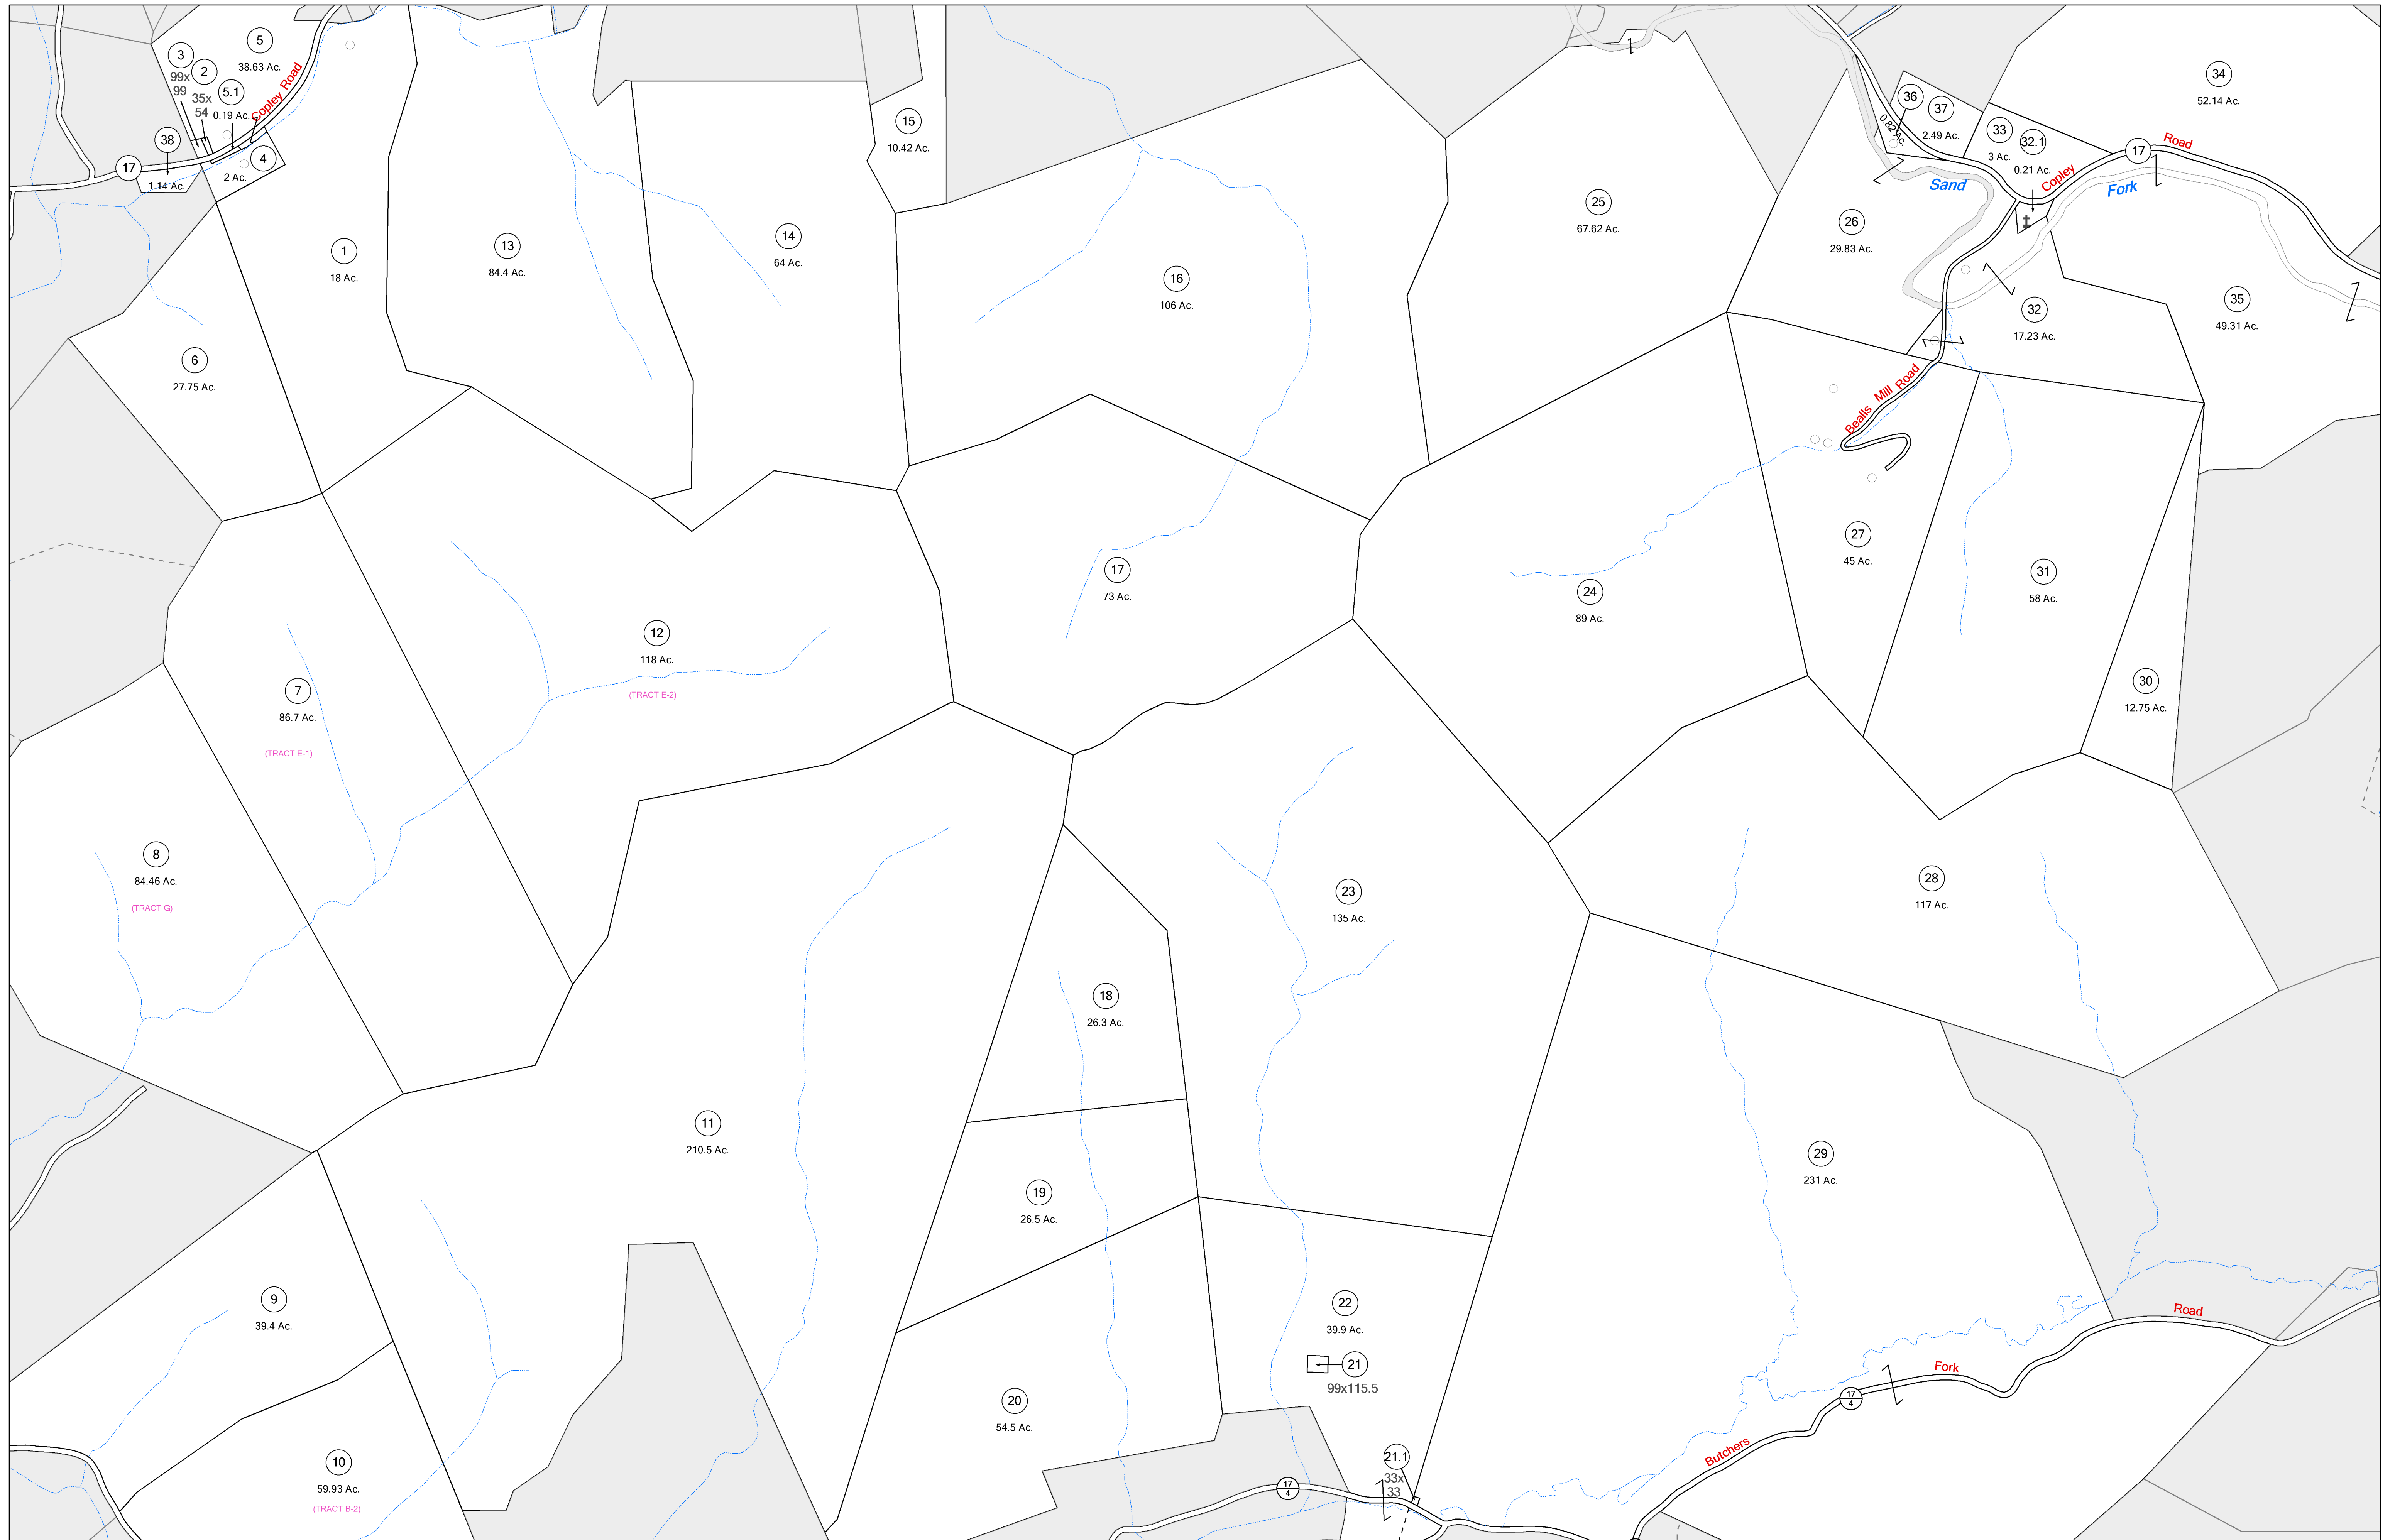 5
38.63 Ac.
3
99x
99
2
35x
54
5.1
0.19 Ac.
Copley Road
38
1.14 Ac.
17
4
2 Ac.
1
18 Ac.
13
84.4 Ac.
14
64 Ac.
15
10.42 Ac.
16
106 Ac.
25
67.62 Ac.
26
29.83 Ac.
36
0.82 Ac.
37
2.49 Ac.
33
3 Ac.
32.1
0.21 Ac.
34
52.14 Ac.
17
Copley Road
Sand Fork
32
17.23 Ac.
35
49.31 Ac.
6
27.75 Ac.
Bealls Mill Road
7
86.7 Ac.
(TRACT E-1)
12
118 Ac.
(TRACT E-2)
17
73 Ac.
24
89 Ac.
27
45 Ac.
31
58 Ac.
30
12.75 Ac.
8
84.46 Ac.
(TRACT G)
23
135 Ac.
28
117 Ac.
18
26.3 Ac.
11
210.5 Ac.
19
26.5 Ac.
29
231 Ac.
9
39.4 Ac.
22
39.9 Ac.
21
99x115.5
20
54.5 Ac.
10
59.93 Ac.
(TRACT B-2)
21.1
33x
33
17
4
17
4
Butchers Fork Road